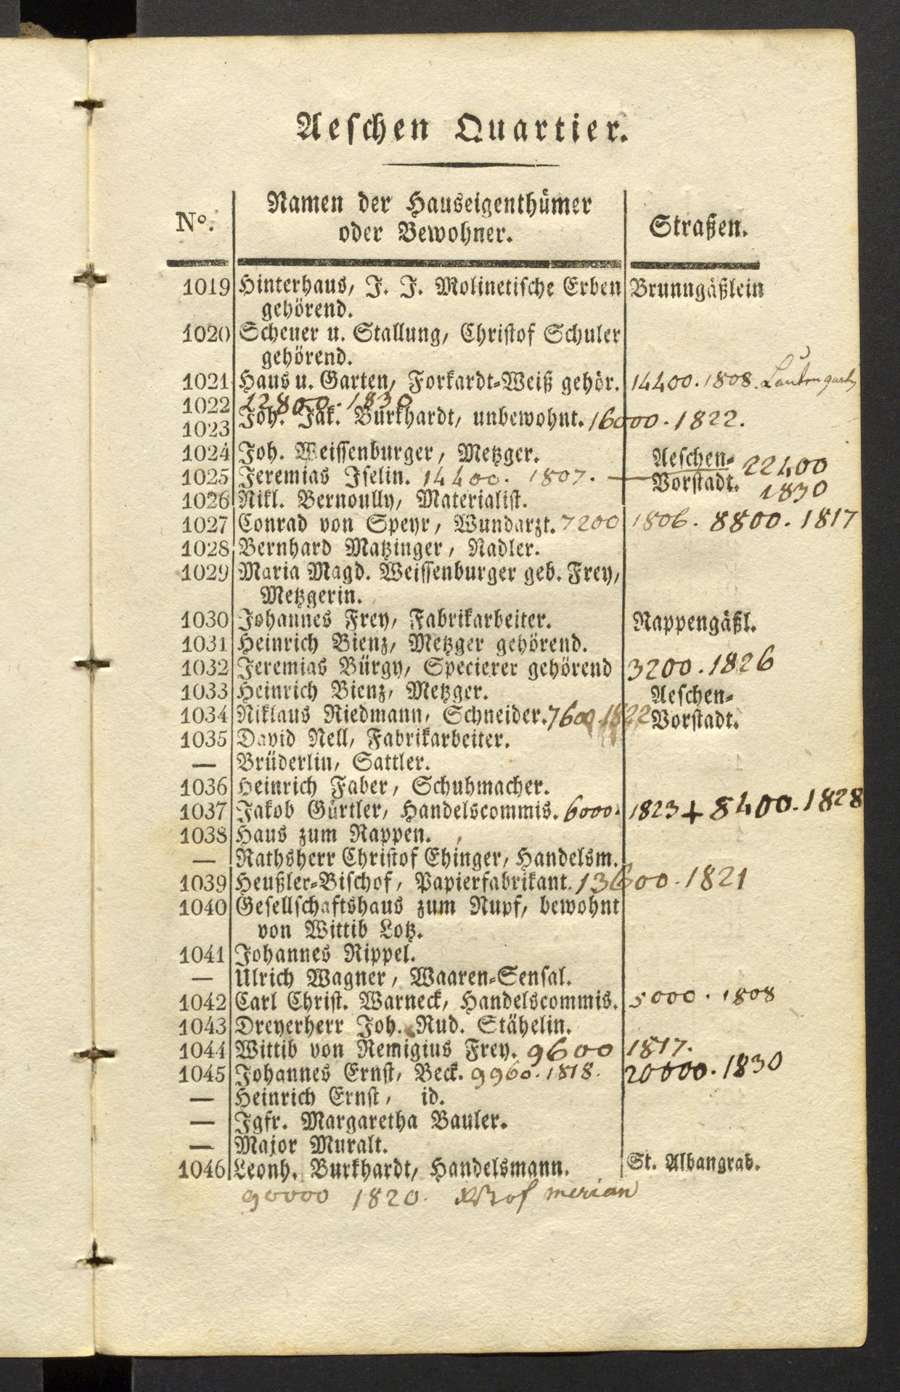 Aeschen Quartier.
No. Namen der Hauseigenthümer oder Bewohner. Straßen.
1019 Hinterhaus, J. J. Molinetische Erben Brunngäßlein
gehörend.
1020 Scheuer u. Stallung, Christof Schuler
gehörend.
1021 Haus u. Garten, Forkardt-Weiß gehör. 14400. 1808.
1022 12800. 1830
1023 Joh. Jak. Burkhardt, unbewohnt. 16000. 1822.
1024 Joh. Weissenburger, Metzger. Aeschen-
1025 Jeremias Iselin. 14400. 1807. — Vorstadt. 22400 1830
1026 Nikl. Bernoully, Materialist.
1027 Conrad von Speyr, Wundarzt. 7200 1806. 8800. 1817
1028 Bernhard Matzinger, Nadler.
1029 Maria Magd. Weissenburger geb. Frey,
Metzgerin.
1030 Johannes Frey, Fabrikarbeiter. Rappengäßl.
1031 Heinrich Bienz, Metzger gehörend.
1032 Jeremias Bürgy, Specierer gehörend 3200. 1826
1033 Heinrich Bienz, Metzger. Aeschen-
1034 Niklaus Riedmann, Schneider. 7600 1822 Vorstadt.
1035 David Nell, Fabrikarbeiter.
— Brüderlin, Sattler.
1036 Heinrich Faber, Schuhmacher.
1037 Jakob Gürtler, Handelscommis. 6000. 1823 + 8400. 1828
1038 Haus zum Rappen.
— Rathsherr Christof Ehinger, Handelsm.
1039 Heußler-Bischof, Papierfabrikant. 13600. 1821
1040 Gesellschaftshaus zum Rupf, bewohnt
von Wittib Lotz.
1041 Johannes Rippel.
— Ulrich Wagner, Waaren-Sensal.
1042 Carl Christ. Warneck, Handelscommis. 5000. 1808
1043 Dreyerherr Joh. Rud. Stähelin.
1044 Wittib von Remigius Frey. 9600 1817.
1045 Johannes Ernst, Beck. 9960. 1818. 20000. 1830
— Heinrich Ernst, id.
— Jgfr. Margaretha Bauler.
— Major Muralt.
1046 Leonh. Burkhardt, Handelsmann. St. Albangrab.
90000 1820. merian